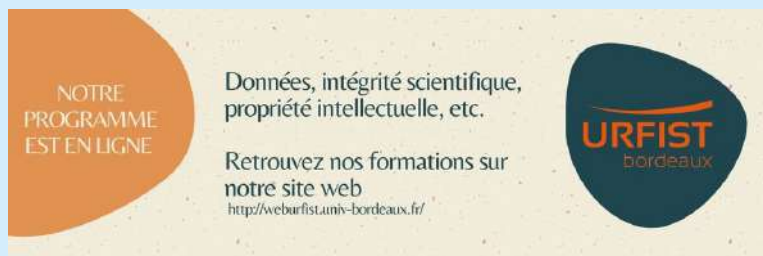 NOTRE
PROGRAMME
EST EN LIGNE
Données, intégrité scientifique,
propriété intellectuelle, etc.
Retrouvez nos formations sur
notre site web
http://weburfist.univ-bordeaux.fr/
URFIST
bordeaux